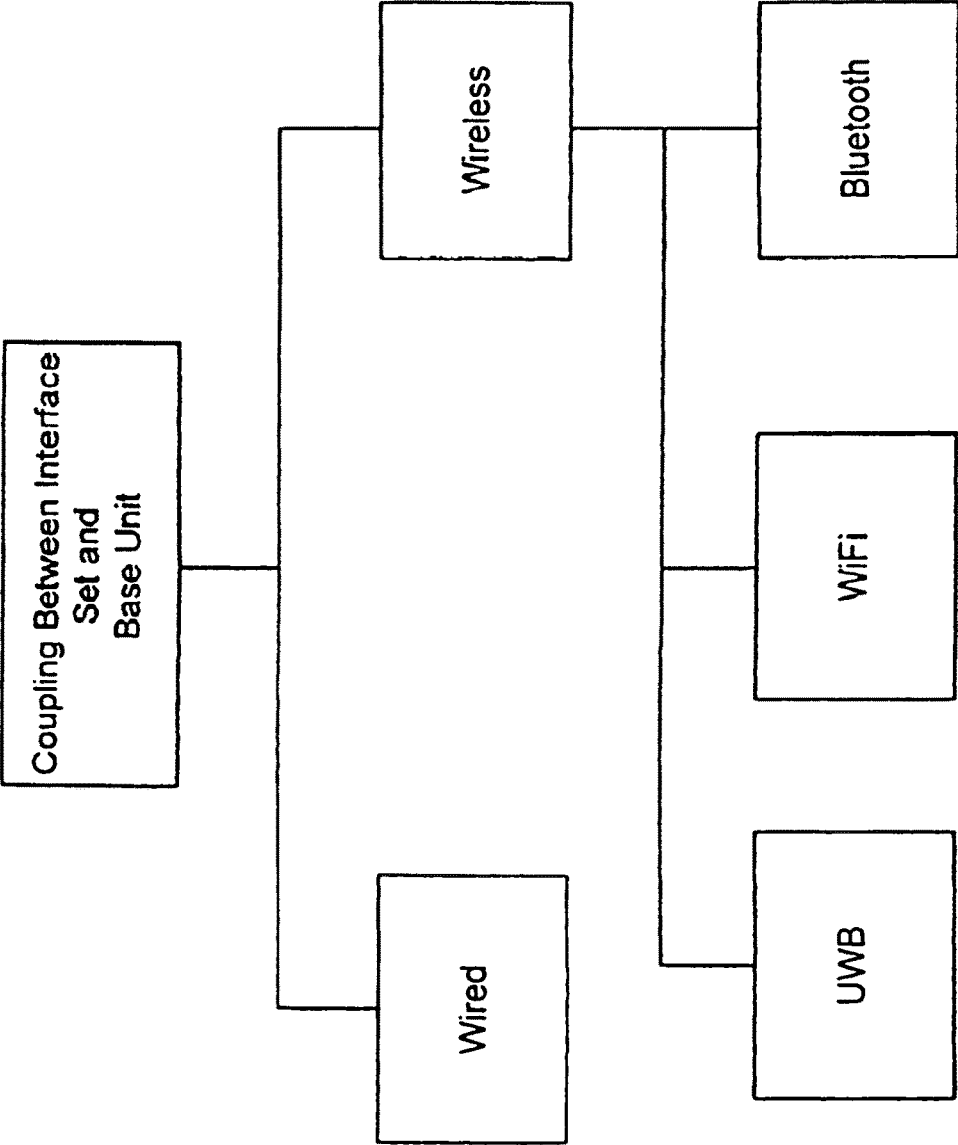 Coupling Between Interface
Set and
Base Unit
Wired
Wireless
UWB
WiFi
Bluetooth